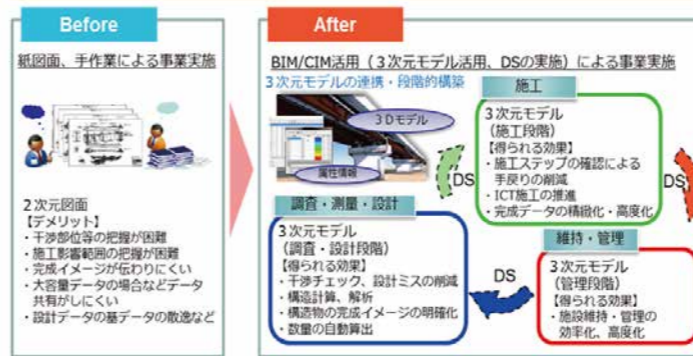 Before
紙図面、手作業による事業実施
2次元図面
【デメリット】
・干渉部位等の把握が困難
・施工影響範囲の把握が困難
・完成イメージが伝わりにくい
・大容量データの場合などデータ
共有がしにくい
・設計データの基データの散逸など
After
BIM/CIM活用(3次元モデル活用、DSの実施)による事業実施
3次元モデルの連携・段階的構築
3Dモデル
属性情報
施工
3次元モデル
(施工段階)
【得られる効果】
・施工ステップの確認による
手戻りの削減
・ICT施工の推進
・完成データの精緻化・高度化
DS
DS
調査・測量・設計
3次元モデル
(調査・設計段階)
【得られる効果】
・干渉チェック、設計ミスの削減
・構造計算、解析
・構造物の完成イメージの明確化
・数量の自動算出
DS
維持・管理
3次元モデル
(管理段階)
【得られる効果】
・施設維持・管理の
効率化、高度化